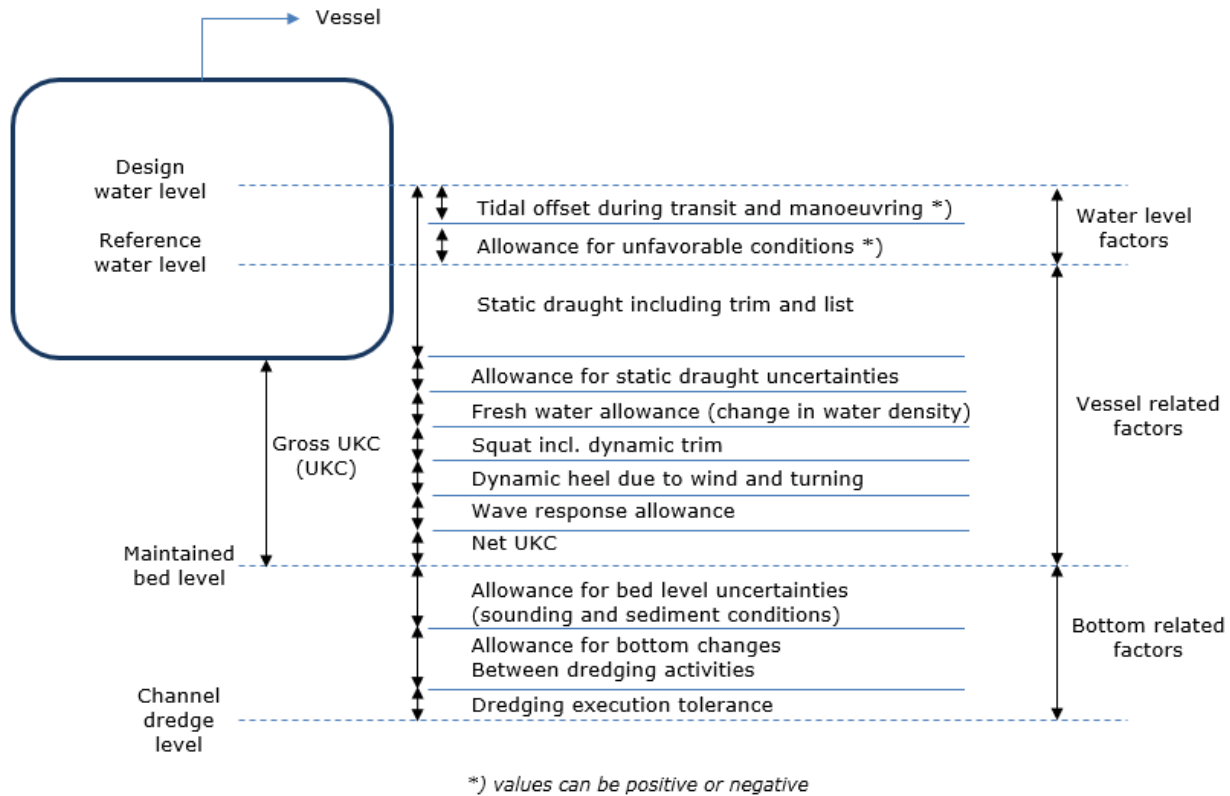 Vessel
Design
water level
Tidal offset during transit and manoeuvring *)
Water level
factors
Reference
water level
Allowance for unfavorable conditions *)
Static draught including trim and list
Allowance for static draught uncertainties
Fresh water allowance (change in water density)
Vessel related
factors
Gross UKC
(UKC)
Squat incl. dynamic trim
Dynamic heel due to wind and turning
Wave response allowance
Net UKC
Maintained
bed level
Allowance for bed level uncertainties
(sounding and sediment conditions)
Bottom related
factors
Allowance for bottom changes
Between dredging activities
Channel
dredge
level
Dredging execution tolerance
*) values can be positive or negative